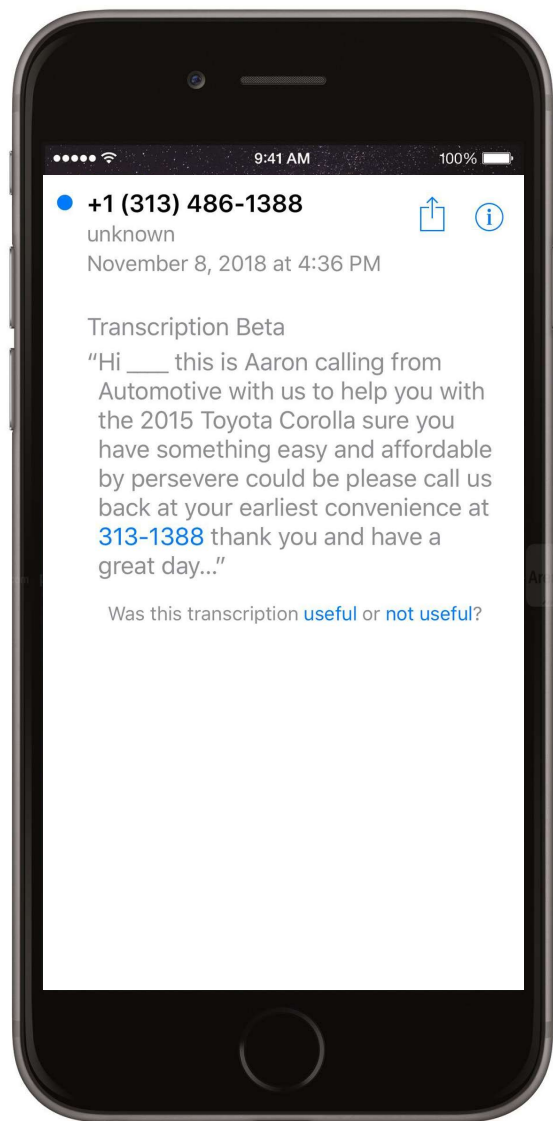 9:41 AM
100%
+1 (313) 486-1388
unknown
November 8, 2018 at 4:36 PM
Transcription Beta
“Hi ____ this is Aaron calling from
Automotive with us to help you with
the 2015 Toyota Corolla sure you
have something easy and affordable
by persevere could be please call us
back at your earliest convenience at
313-1388 thank you and have a
great day...”
Was this transcription useful or not useful?